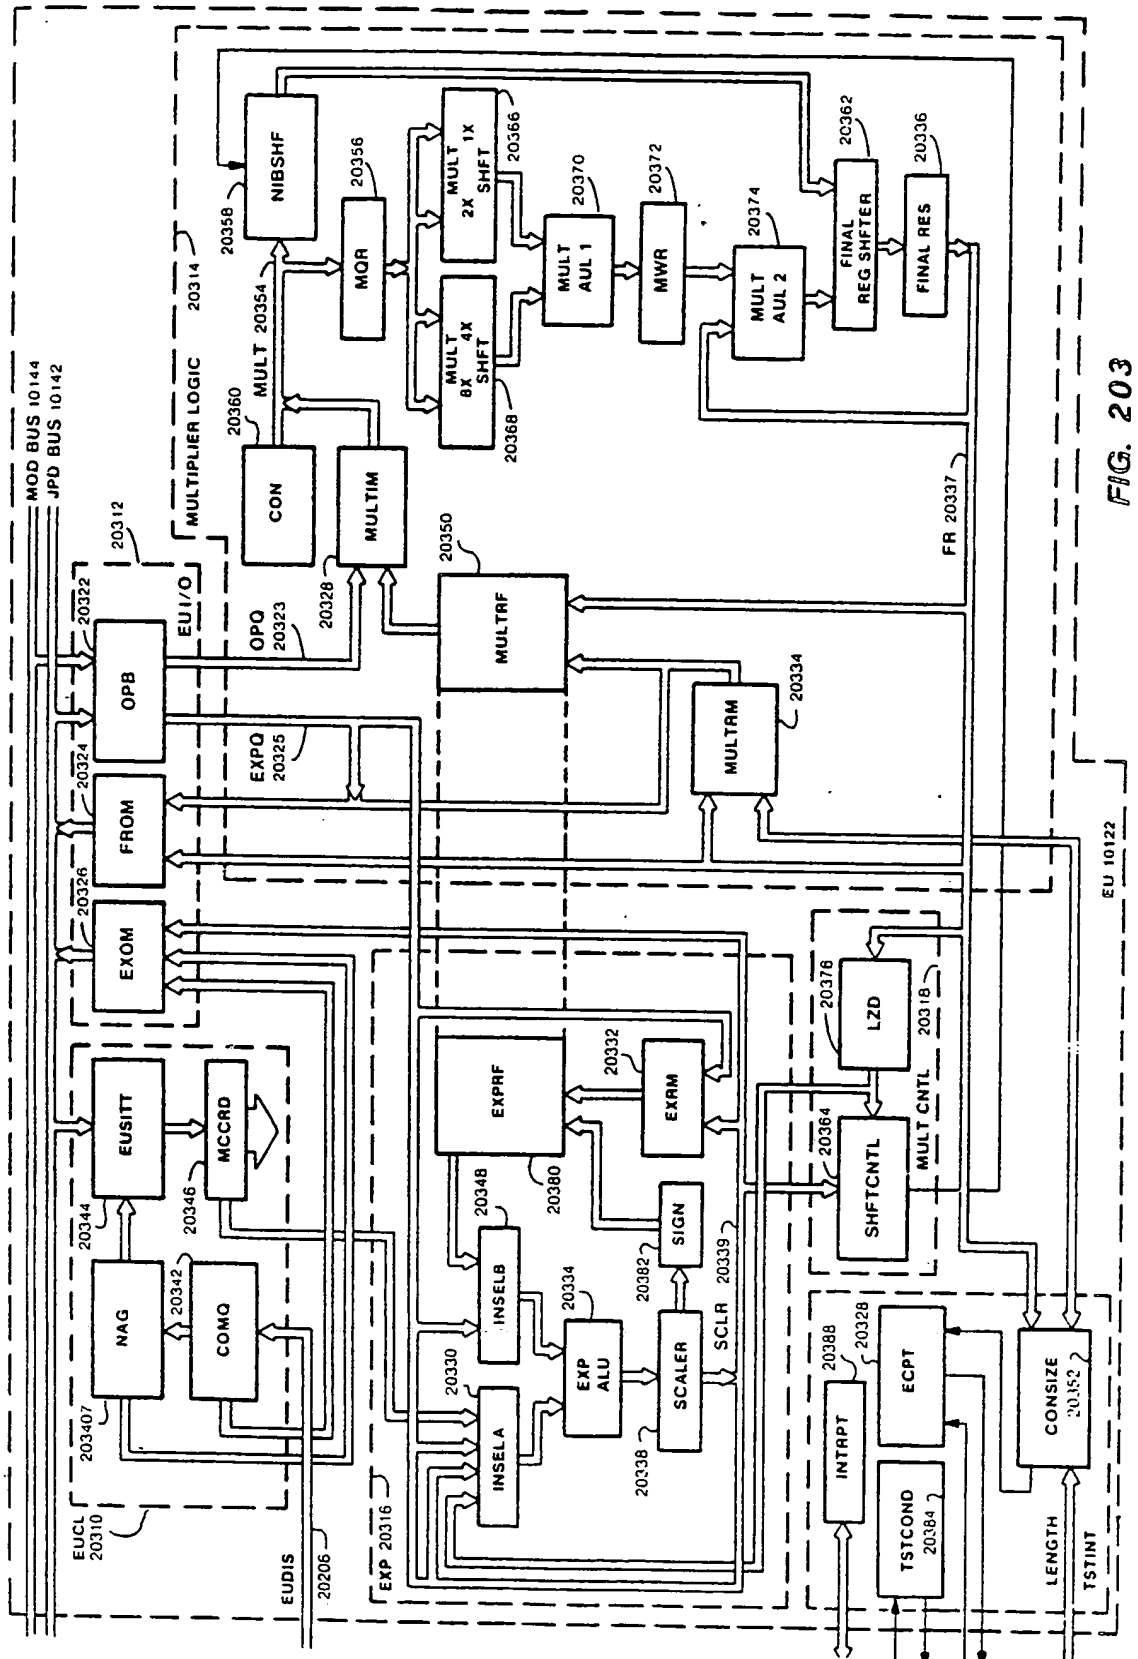 MOD BUS 10144
JPD BUS 10142
EUCL 20310
NAG
203407
EUSITT
20344
COMQ
20342
MCCRD
20346
EUDIS
20206
EXOM
20326
FROM
20324
OPB
20322
20312
EU I/O
EXPQ 20325
OPQ 20323
MULTIPLIER LOGIC
20314
CON
20360
MULT 20354
NIBSHF
20358
MULTIM
20328
MQR
20356
MULT 8X 4X SHFT
20368
MULT 2X 1X SHFT
20366
MULT AUL 1
20370
MWR
20372
MULT AUL 2
20374
FINAL REG SHFTER
20362
FINAL RES
20336
FR 20337
MULTRF
20350
MULTRM
20334
EXP 20316
EXPRF
20380
INSELA
20330
INSELB
20348
EXP ALU
20334
SCALER
20338
SIGN
20382
EXRM
20332
SCLR 20339
SHFTCNTL
20364
LZD
20376
MULT CNTL 20318
INTRPT
20388
TSTCOND
20384
ECPT
20328
CONSIZE
20352
LENGTH
TSTINT
EU 10122
FIG. 203